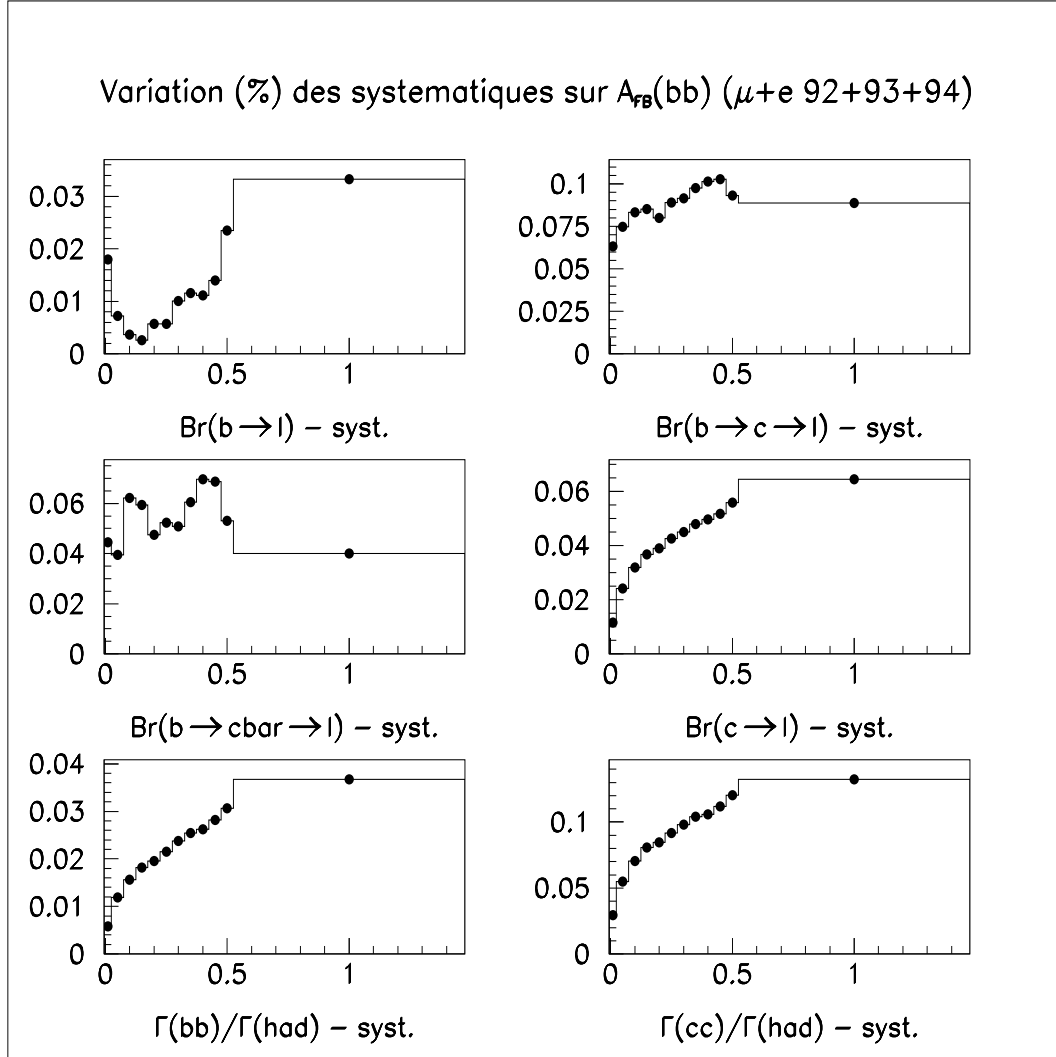 Variation (%) des systematiques sur A_FB(bb) (μ+e 92+93+94)
0.03
0.02
0.01
0
0 0.5 1
Br(b→l) – syst.
0.1
0.075
0.05
0.025
0
0 0.5 1
Br(b→c→l) – syst.
0.06
0.04
0.02
0
0 0.5 1
Br(b→cbar→l) – syst.
0.06
0.04
0.02
0
0 0.5 1
Br(c→l) – syst.
0.04
0.03
0.02
0.01
0
0 0.5 1
Γ(bb)/Γ(had) – syst.
0.1
0.05
0
0 0.5 1
Γ(cc)/Γ(had) – syst.